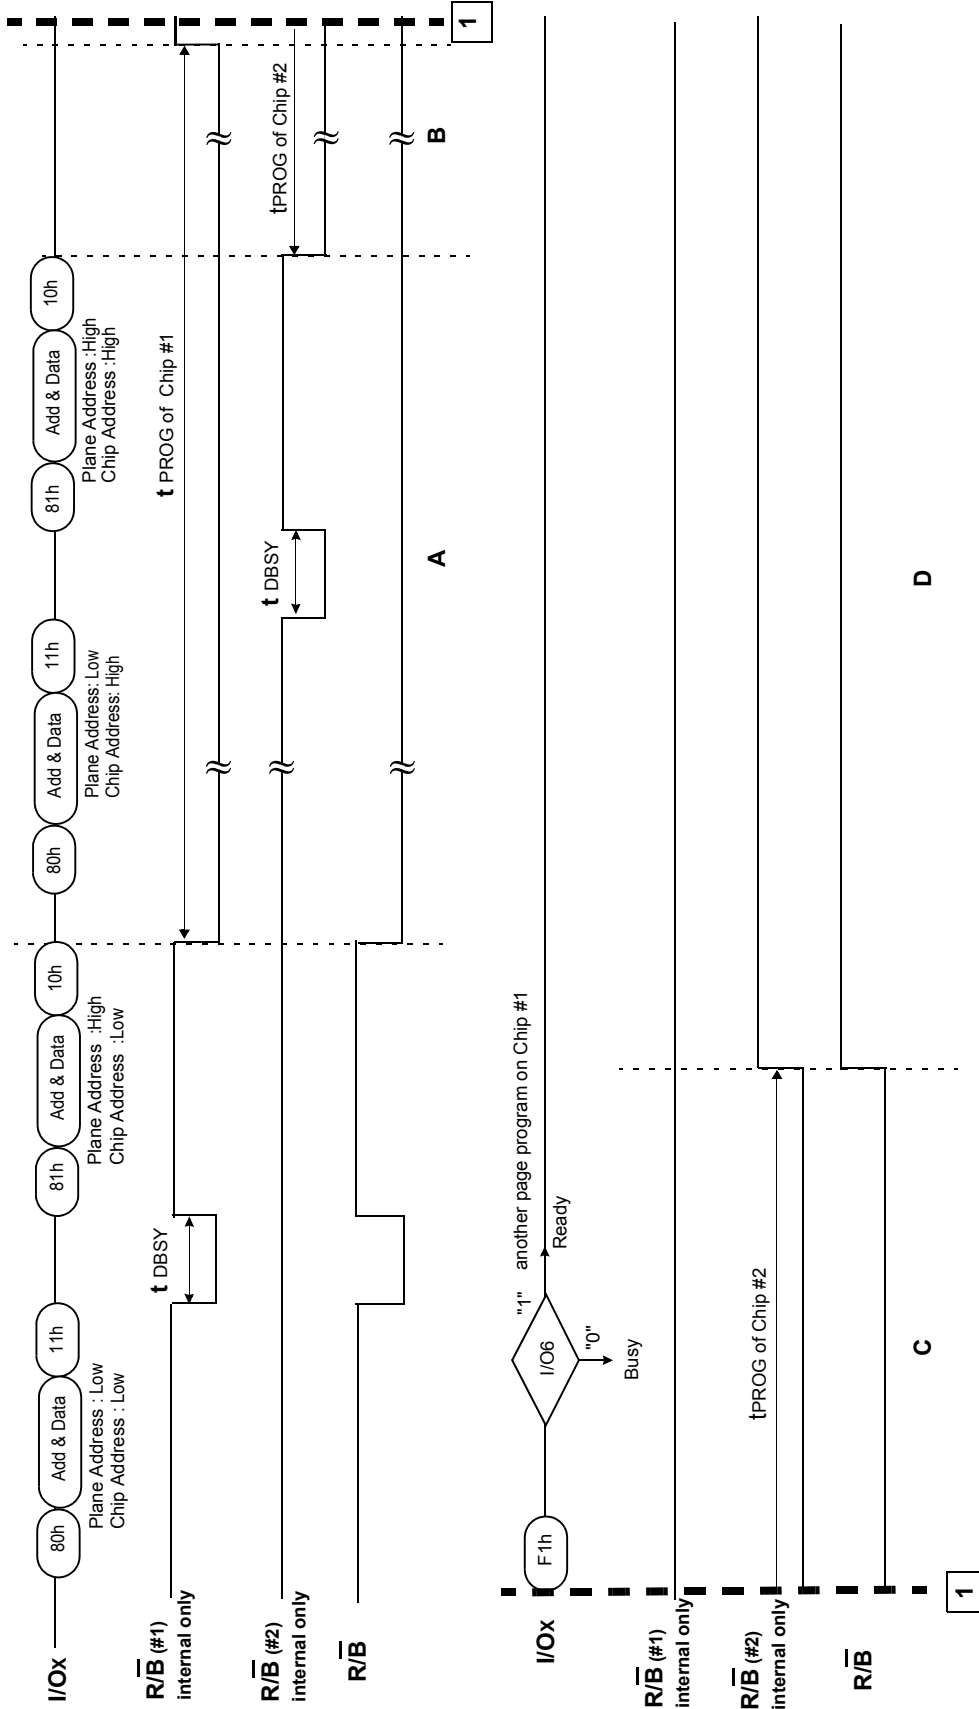 I/Ox
80h
Add & Data
11h
81h
Add & Data
10h
80h
Add & Data
11h
81h
Add & Data
10h
Plane Address : Low
Chip Address : Low
Plane Address :High
Chip Address :Low
Plane Address: Low
Chip Address: High
Plane Address :High
Chip Address :High
R/B (#1)
internal only
t DBSY
t PROG of Chip #1
R/B (#2)
internal only
t DBSY
tPROG of Chip #2
R/B
A
B
1
I/Ox
F1h
I/O6
"1"
another page program on Chip #1
Ready
"0"
Busy
R/B (#1)
internal only
R/B (#2)
internal only
tPROG of Chip #2
R/B
C
D
1